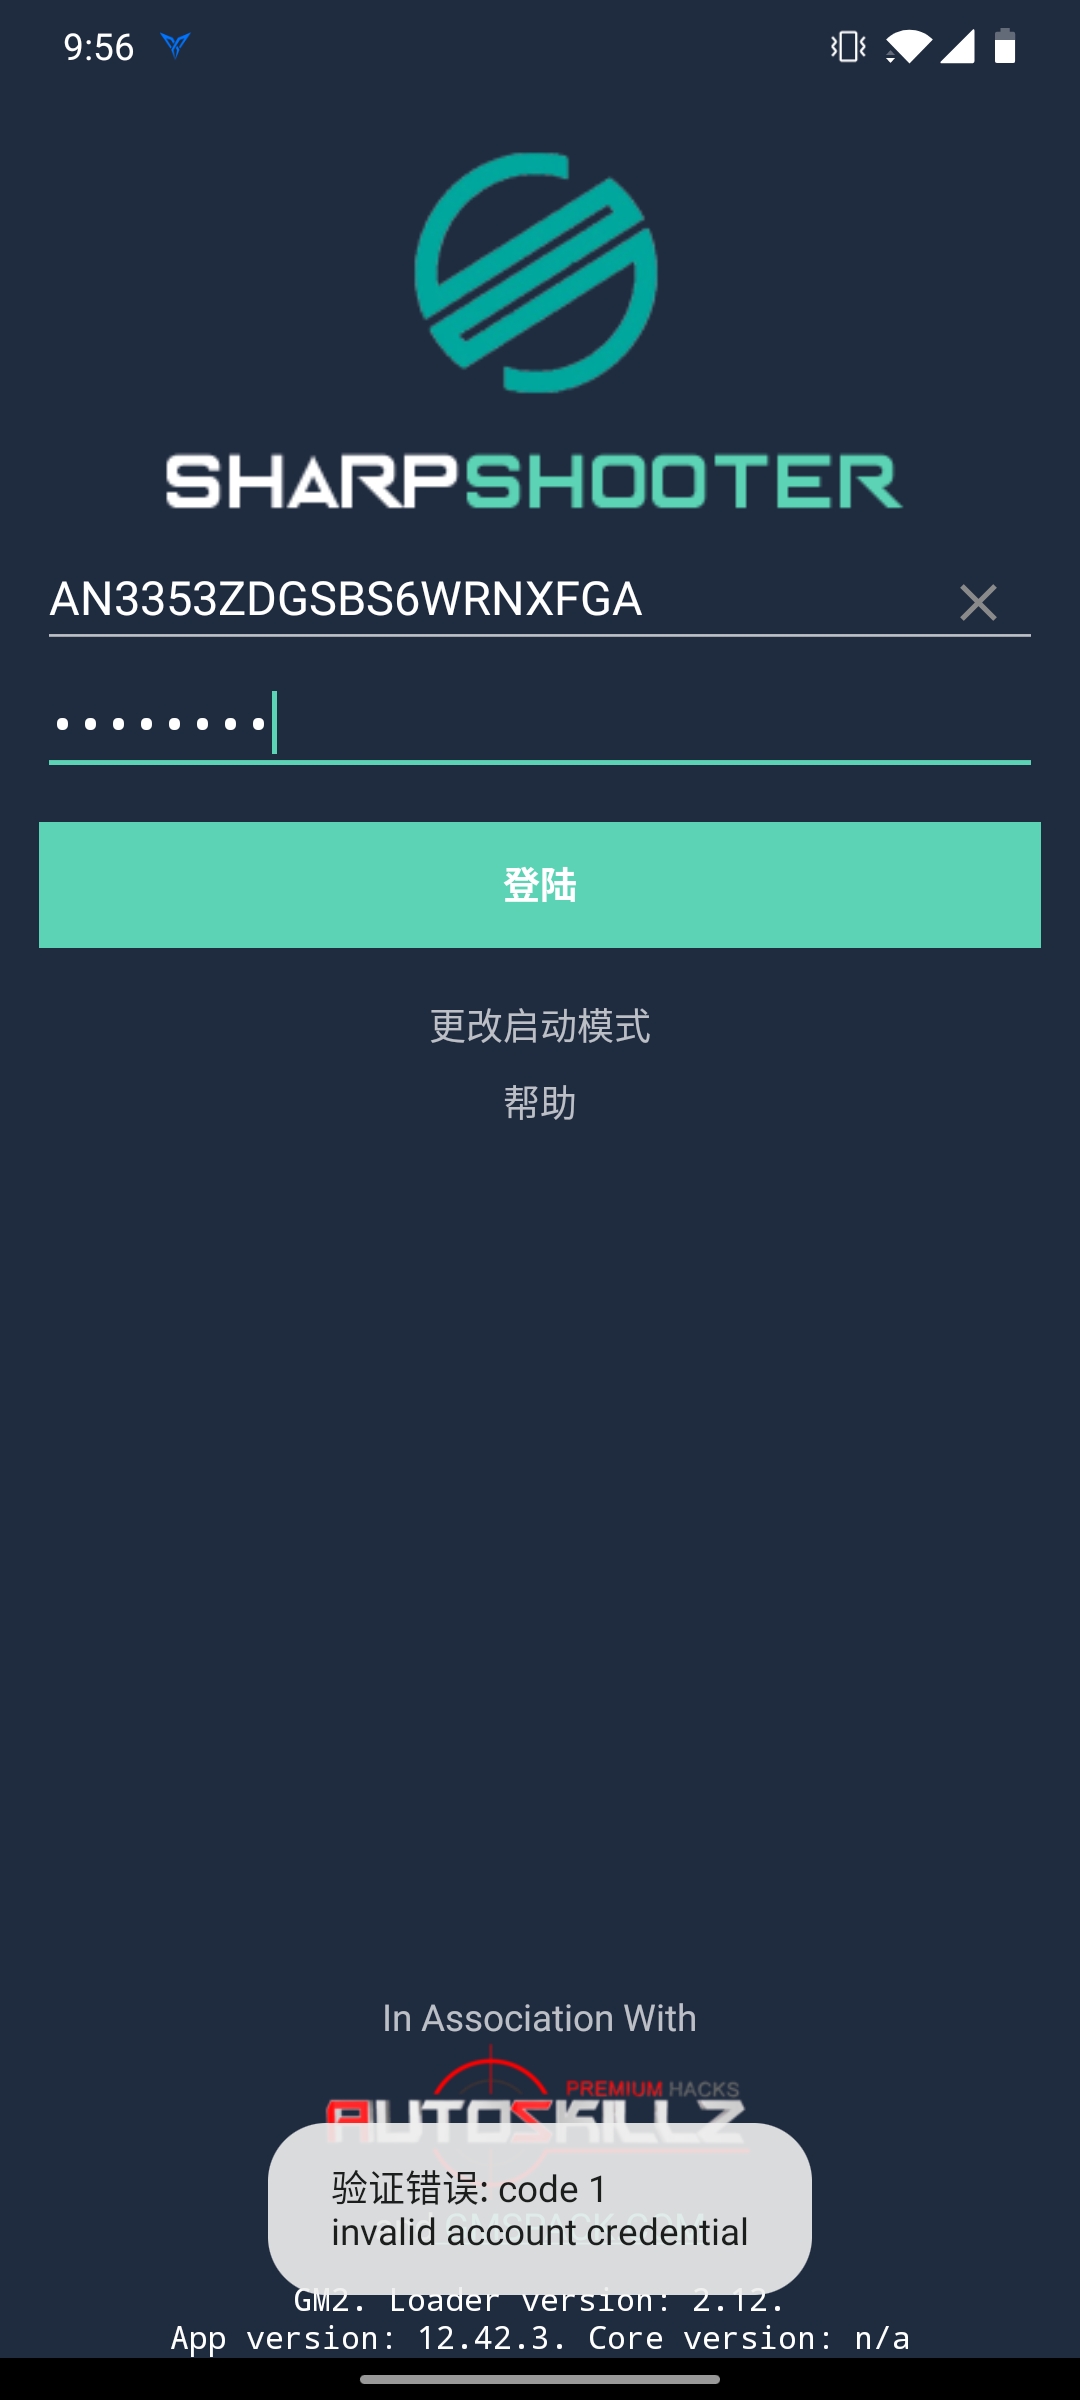 9:56
SHARPSHOOTER
AN3353ZDGSBS6WRNXFGA
登陆
更改启动模式
帮助
In Association With
PREMIUM HACKS
AUTOSKILLZ
验证错误: code 1
invalid account credential
GM2. Loader version: 2.12.
App version: 12.42.3. Core version: n/a